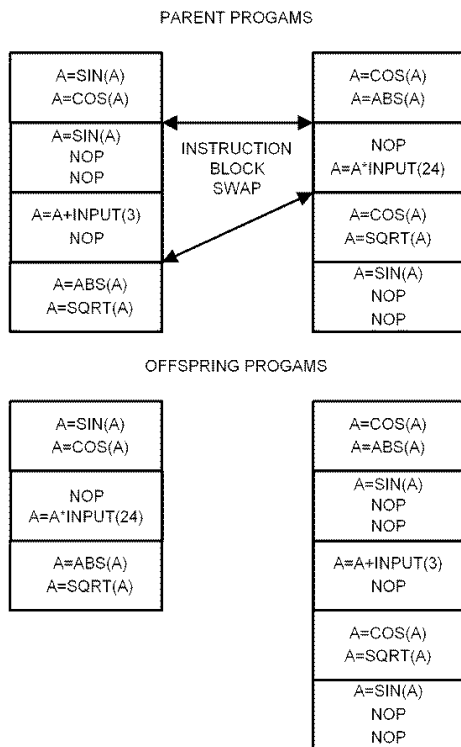 PARENT PROGAMS
A=SIN(A)
A=COS(A)
A=SIN(A)
NOP
NOP
A=A+INPUT(3)
NOP
A=ABS(A)
A=SQRT(A)
INSTRUCTION
BLOCK
SWAP
A=COS(A)
A=ABS(A)
NOP
A=A*INPUT(24)
A=COS(A)
A=SQRT(A)
A=SIN(A)
NOP
NOP
OFFSPRING PROGAMS
A=SIN(A)
A=COS(A)
NOP
A=A*INPUT(24)
A=ABS(A)
A=SQRT(A)
A=COS(A)
A=ABS(A)
A=SIN(A)
NOP
NOP
A=A+INPUT(3)
NOP
A=COS(A)
A=SQRT(A)
A=SIN(A)
NOP
NOP